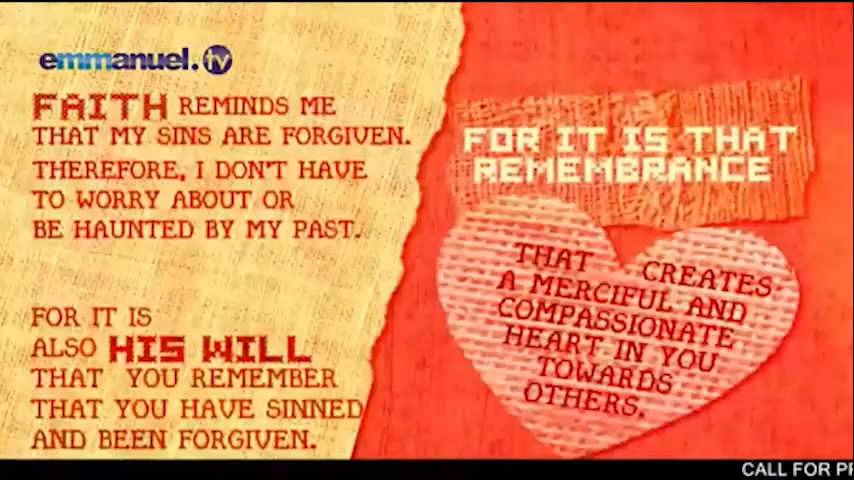 emmanuel.tv
FAITH REMINDS ME
THAT MY SINS ARE FORGIVEN.
THEREFORE, I DON'T HAVE
TO WORRY ABOUT OR
BE HAUNTED BY MY PAST.
FOR IT IS
ALSO HIS WILL
THAT YOU REMEMBER
THAT YOU HAVE SINNED
AND BEEN FORGIVEN.
FOR IT IS THAT
REMEMBRANCE
THAT CREATES
A MERCIFUL AND
COMPASSIONATE
HEART IN YOU
TOWARDS
OTHERS.
CALL FOR PR